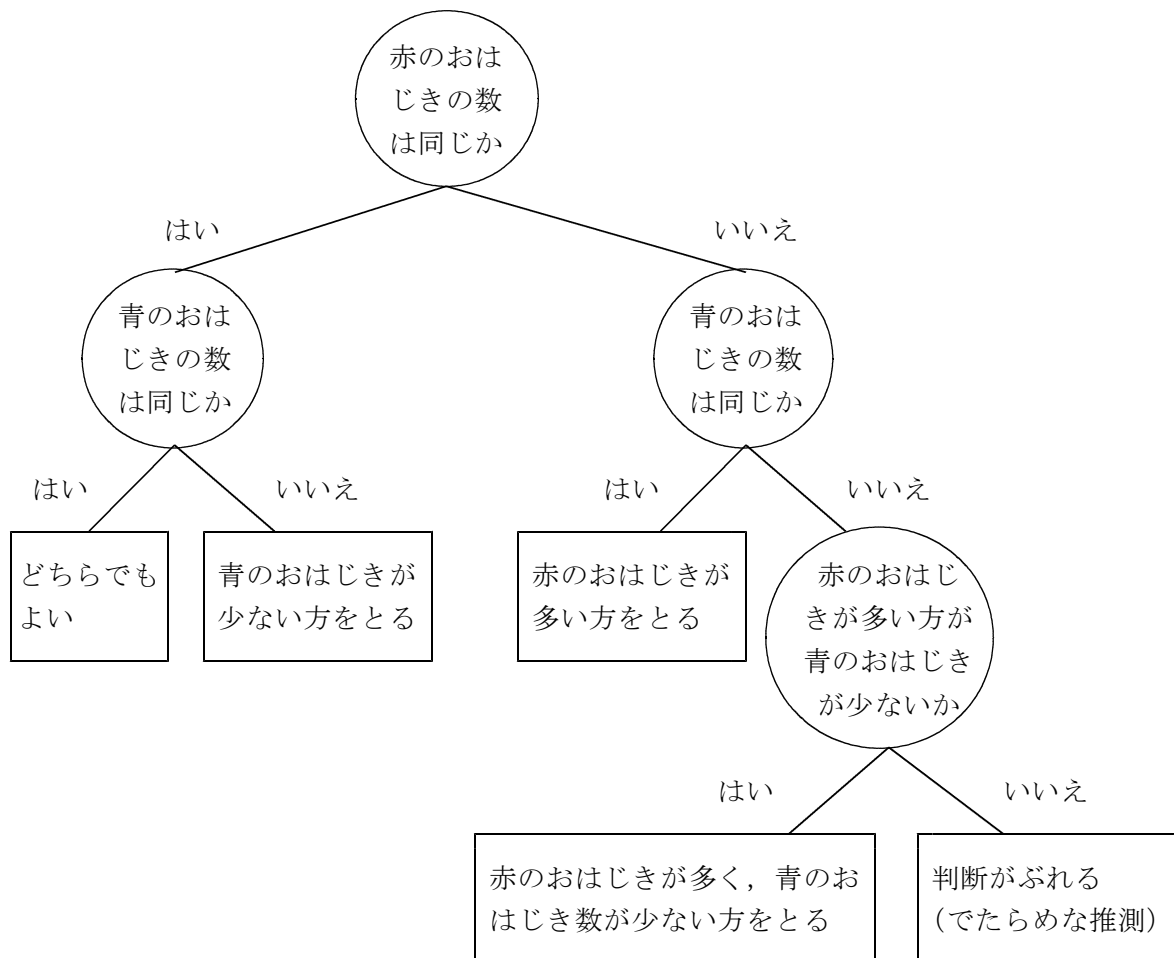 赤のおは
じきの数
は同じか
はい
いいえ
青のおは
じきの数
は同じか
青のおは
じきの数
は同じか
はい
いいえ
はい
いいえ
どちらでも
よい
青のおはじきが
少ない方をとる
赤のおはじきが
多い方をとる
赤のおはじ
きが多い方が
青のおはじき
が少ないか
はい
いいえ
赤のおはじきが多く，青のお
はじき数が少ない方をとる
判断がぶれる
（でたらめな推測）